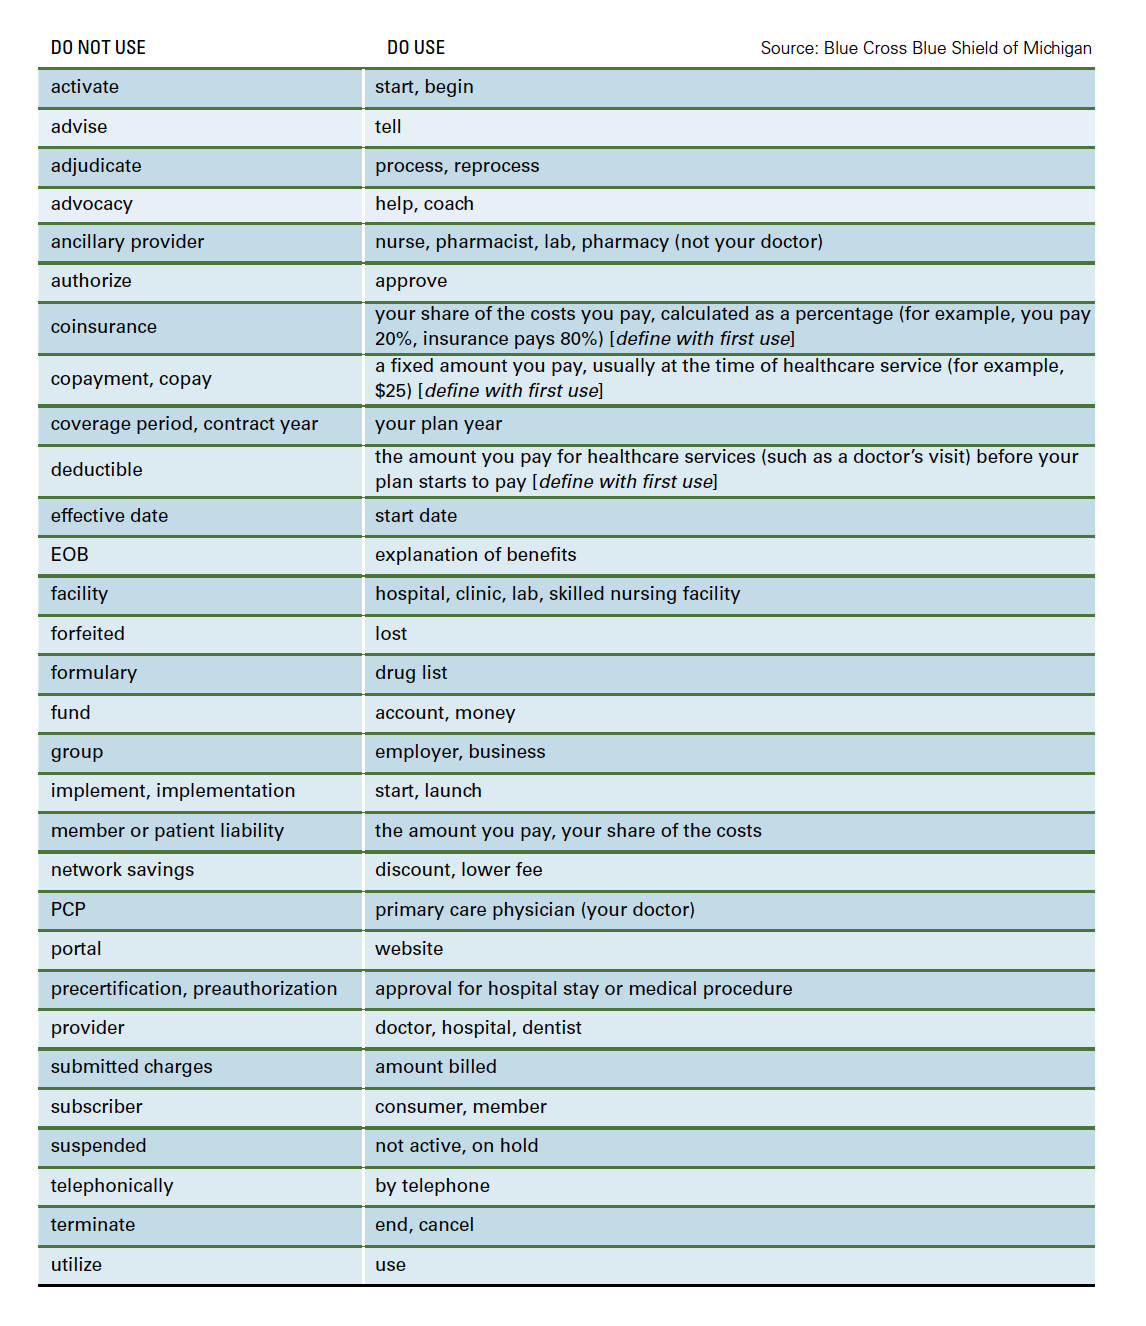 DO NOT USE DO USE Source: Blue Cross Blue Shield of Michigan
activate start, begin
advise tell
adjudicate process, reprocess
advocacy help, coach
ancillary provider nurse, pharmacist, lab, pharmacy (not your doctor)
authorize approve
coinsurance your share of the costs you pay, calculated as a percentage (for example, you pay
20%, insurance pays 80%) [define with first use]
copayment, copay a fixed amount you pay, usually at the time of healthcare service (for example,
$25) [define with first use]
coverage period, contract year your plan year
deductible the amount you pay for healthcare services (such as a doctor’s visit) before your
plan starts to pay [define with first use]
effective date start date
EOB explanation of benefits
facility hospital, clinic, lab, skilled nursing facility
forfeited lost
formulary drug list
fund account, money
group employer, business
implement, implementation start, launch
member or patient liability the amount you pay, your share of the costs
network savings discount, lower fee
PCP primary care physician (your doctor)
portal website
precertification, preauthorization approval for hospital stay or medical procedure
provider doctor, hospital, dentist
submitted charges amount billed
subscriber consumer, member
suspended not active, on hold
telephonically by telephone
terminate end, cancel
utilize use